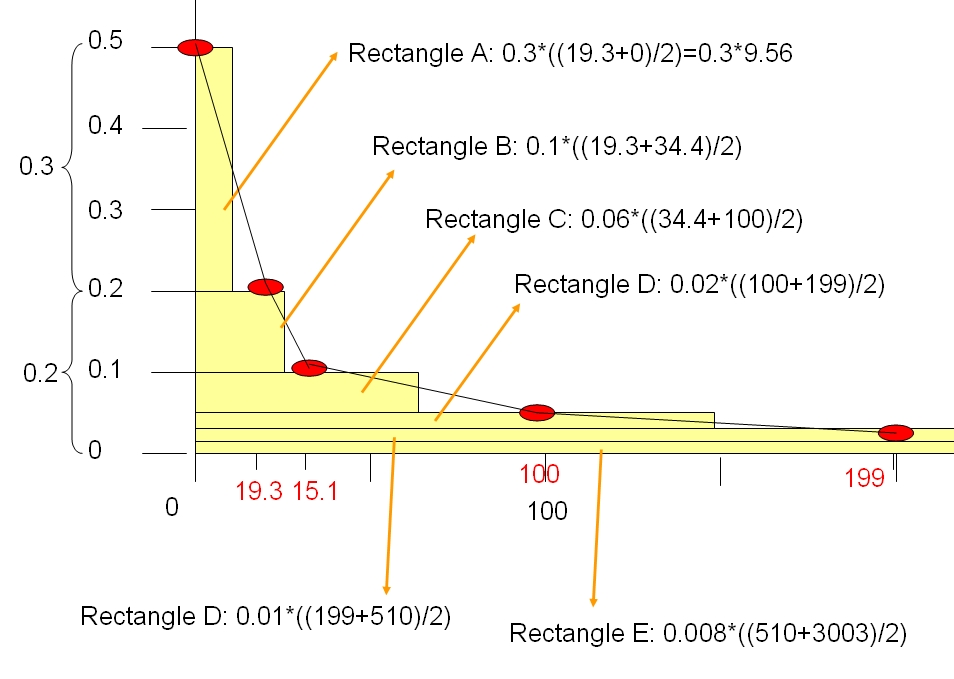 0.5
Rectangle A: 0.3*((19.3+0)/2)=0.3*9.56
0.4
Rectangle B: 0.1*((19.3+34.4)/2)
0.3
0.3
Rectangle C: 0.06*((34.4+100)/2)
0.2
Rectangle D: 0.02*((100+199)/2)
0.2
0.1
0
19.3 15.1
100
199
0
100
Rectangle D: 0.01*((199+510)/2)
Rectangle E: 0.008*((510+3003)/2)